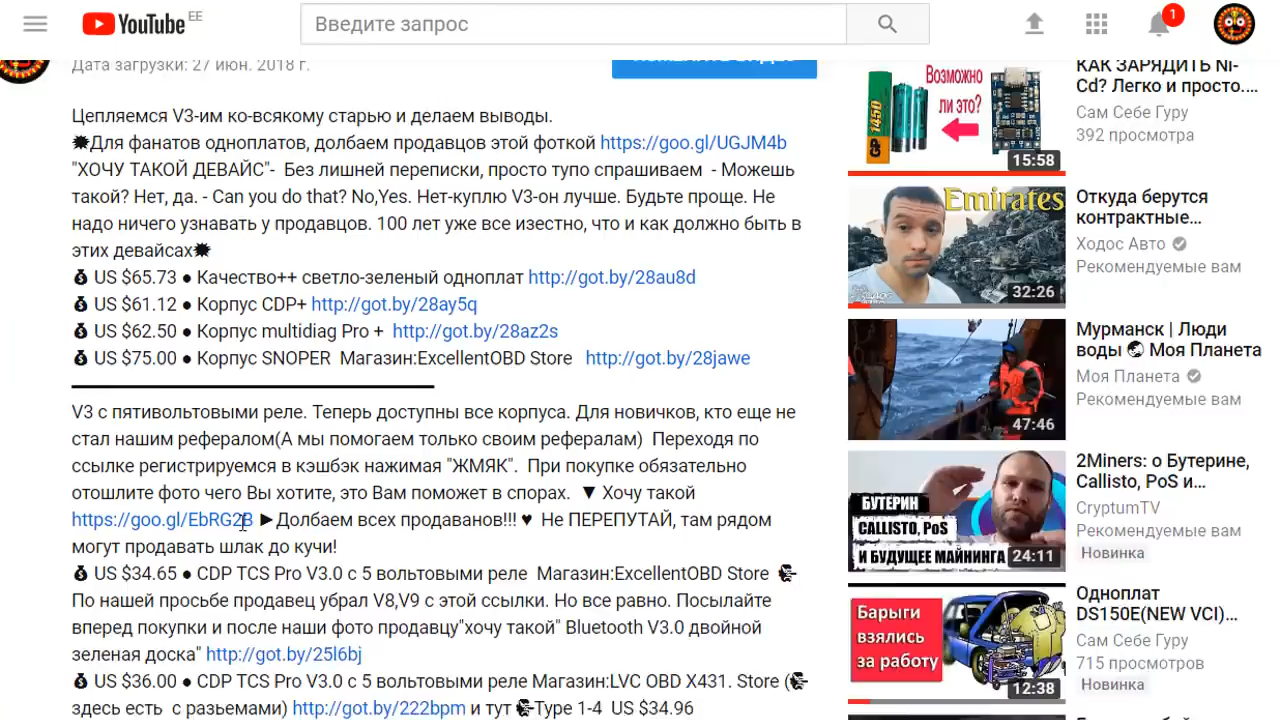 YouTube EE
Введите запрос
1
Дата загрузки: 27 июн. 2018 г.
Цепляемся V3-им ко-всякому старью и делаем выводы.
✹Для фанатов одноплатов, долбаем продавцов этой фоткой https://goo.gl/UGJM4b
"ХОЧУ ТАКОЙ ДЕВАЙС"- Без лишней переписки, просто тупо спрашиваем - Можешь
такой? Нет, да. - Can you do that? No,Yes. Нет-куплю V3-он лучше. Будьте проще. Не
надо ничего узнавать у продавцов. 100 лет уже все изестно, что и как должно быть в
этих девайсах✹
💰 US $65.73 ● Качество++ светло-зеленый одноплат http://got.by/28au8d
💰 US $61.12 ● Корпус CDP+ http://got.by/28ay5q
💰 US $62.50 ● Корпус multidiag Pro + http://got.by/28az2s
💰 US $75.00 ● Корпус SNOPER Магазин:ExcellentOBD Store http://got.by/28jawe
V3 с пятивольтовыми реле. Теперь доступны все корпуса. Для новичков, кто еще не
стал нашим рефералом(А мы помогаем только своим рефералам) Переходя по
ссылке регистрируемся в кэшбэк нажимая "ЖМЯК". При покупке обязательно
отошлите фото чего Вы хотите, это Вам поможет в спорах. ▼ Хочу такой
https://goo.gl/EbRG2B ►Долбаем всех продаванов!!! ♥ Не ПЕРЕПУТАЙ, там рядом
могут продавать шлак до кучи!
💰 US $34.65 ● CDP TCS Pro V3.0 с 5 вольтовыми реле Магазин:ExcellentOBD Store
По нашей просьбе продавец убрал V8,V9 с этой ссылки. Но все равно. Посылайте
вперед покупки и после наши фото продавцу"хочу такой" Bluetooth V3.0 двойной
зеленая доска" http://got.by/25l6bj
💰 US $36.00 ● CDP TCS Pro V3.0 с 5 вольтовыми реле Магазин:LVC OBD X431. Store (
здесь есть с разьемами) http://got.by/222bpm и тут Type 1-4 US $34.96
Возможно
ли это?
GP 1450
15:58
КАК ЗАРЯДИТЬ Ni-
Cd? Легко и просто....
Сам Себе Гуру
392 просмотра
Emirates
32:26
Откуда берутся
контрактные...
Ходос Авто
Рекомендуемые вам
47:46
Мурманск | Люди
воды 🌏 Моя Планета
Моя Планета
Рекомендуемые вам
БУТЕРИН
CALLISTO, PoS
И БУДУЩЕЕ МАЙНИНГА
24:11
2Miners: о Бутерине,
Callisto, PoS и...
CryptumTV
Рекомендуемые вам
Новинка
Барыги
взялись
за работу
12:38
Одноплат
DS150E(NEW VCI)...
Сам Себе Гуру
715 просмотров
Новинка